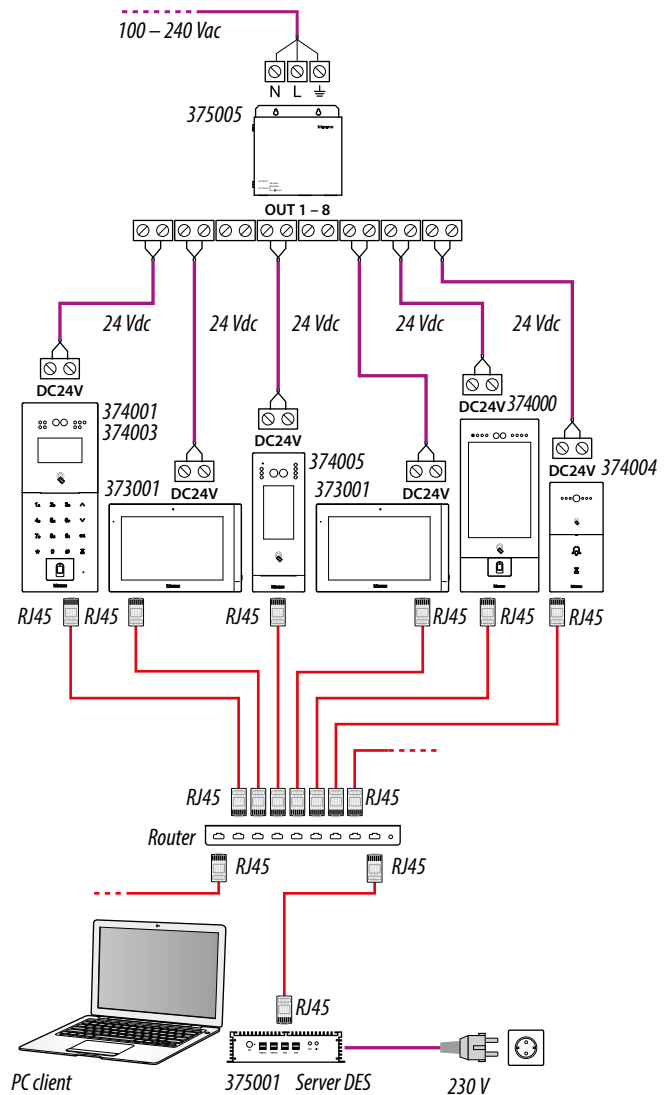 100 – 240 Vac
N L
375005
OUT 1 – 8
24 Vdc 24 Vdc 24 Vdc 24 Vdc 24 Vdc
DC24V
374001
374003
DC24V
373001
DC24V
374005
DC24V
373001
DC24V
374000
DC24V
374004
RJ45 RJ45 RJ45 RJ45 RJ45 RJ45
RJ45 RJ45
Router
RJ45 RJ45
RJ45
PC client
375001 Server DES
230 V